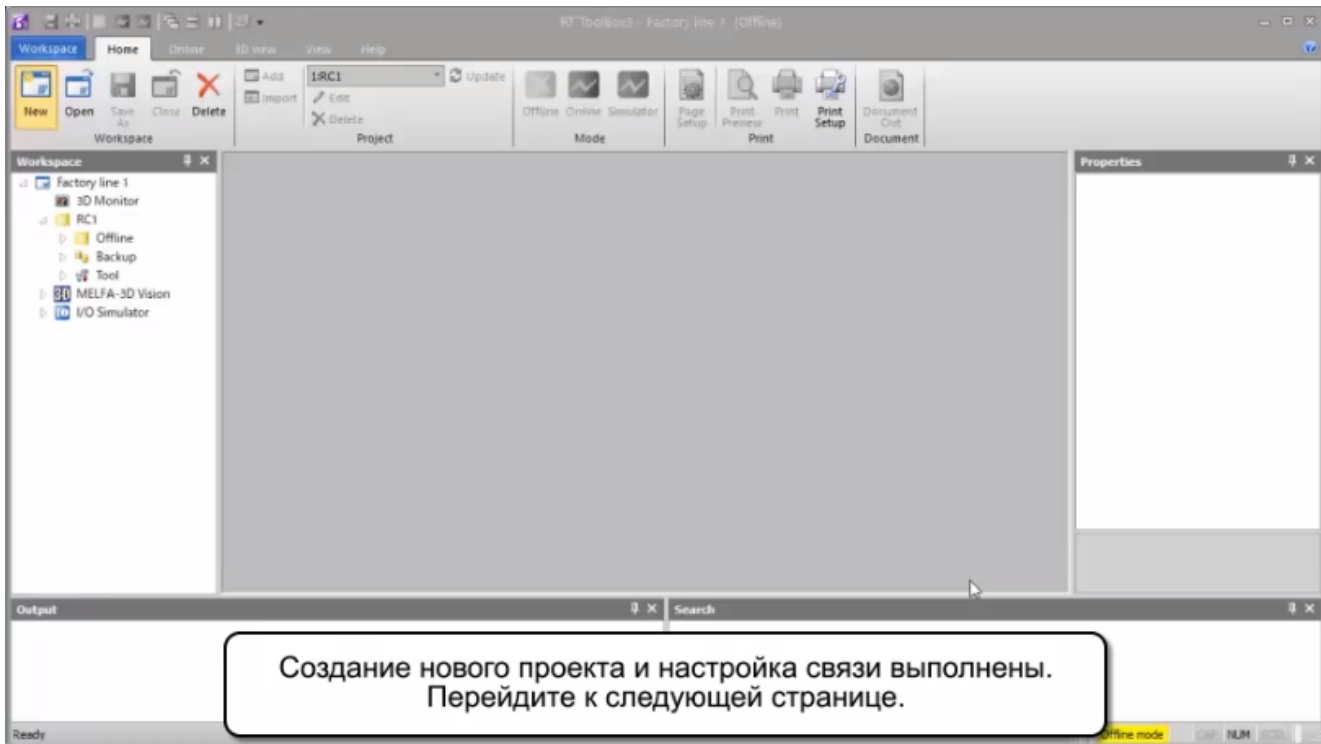 RT ToolBox3 - Factory line 1 (Offline)
Workspace Home Online 3D view View Help
New Open Save As Close Delete
Workspace
Add
Import
1:RC1
Update
Edit
Delete
Project
Offline Online Simulator
Mode
Page Setup
Print Preview Print Print Setup
Print
Document Out
Document
Workspace
Factory line 1
3D Monitor
RC1
Offline
Backup
Tool
MELFA-3D Vision
I/O Simulator
Properties
Output
Search
Создание нового проекта и настройка связи выполнены.
Перейдите к следующей странице.
Ready
Offline mode CAP NUM SCRL